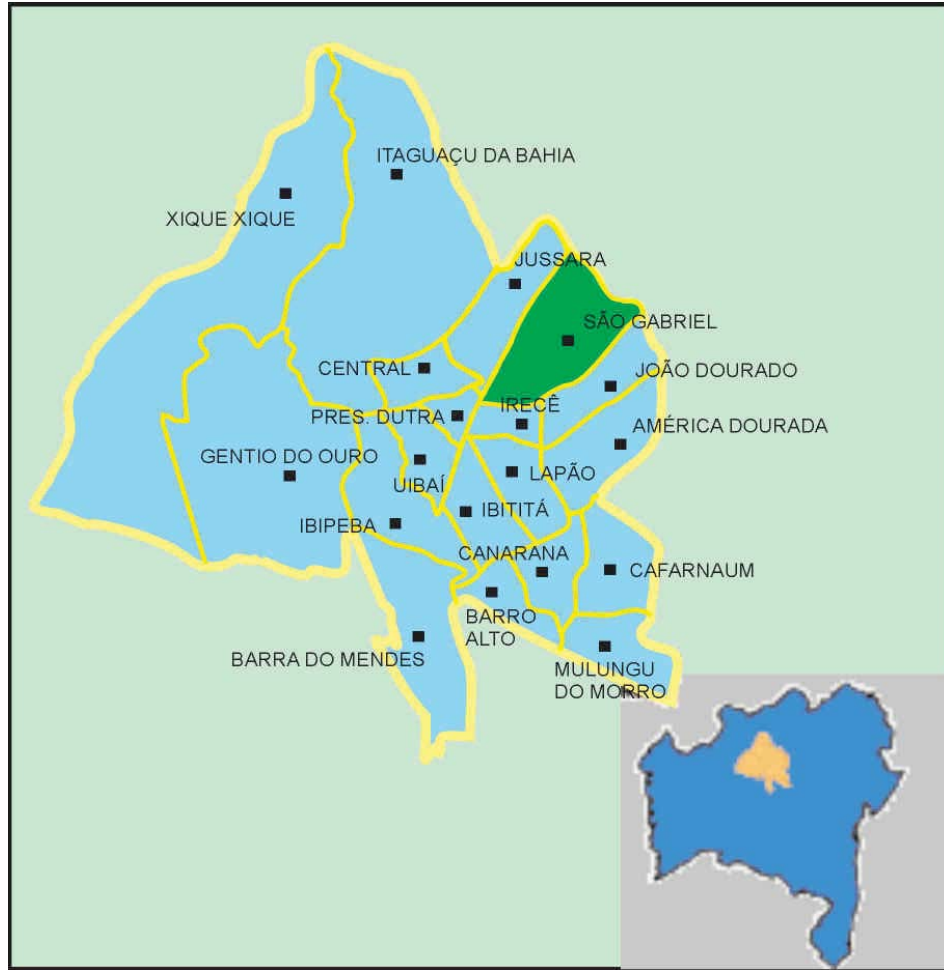 ITAGUAÇU DA BAHIA
XIQUE XIQUE
JUSSARA
SÃO GABRIEL
CENTRAL
JOÃO DOURADO
IRECÊ
PRES. DUTRA
AMÉRICA DOURADA
GENTIO DO OURO
LAPÃO
UIBAÍ
IBITITÁ
IBIPEBA
CANARANA
CAFARNAUM
BARRO
ALTO
BARRA DO MENDES
MULUNGU
DO MORRO